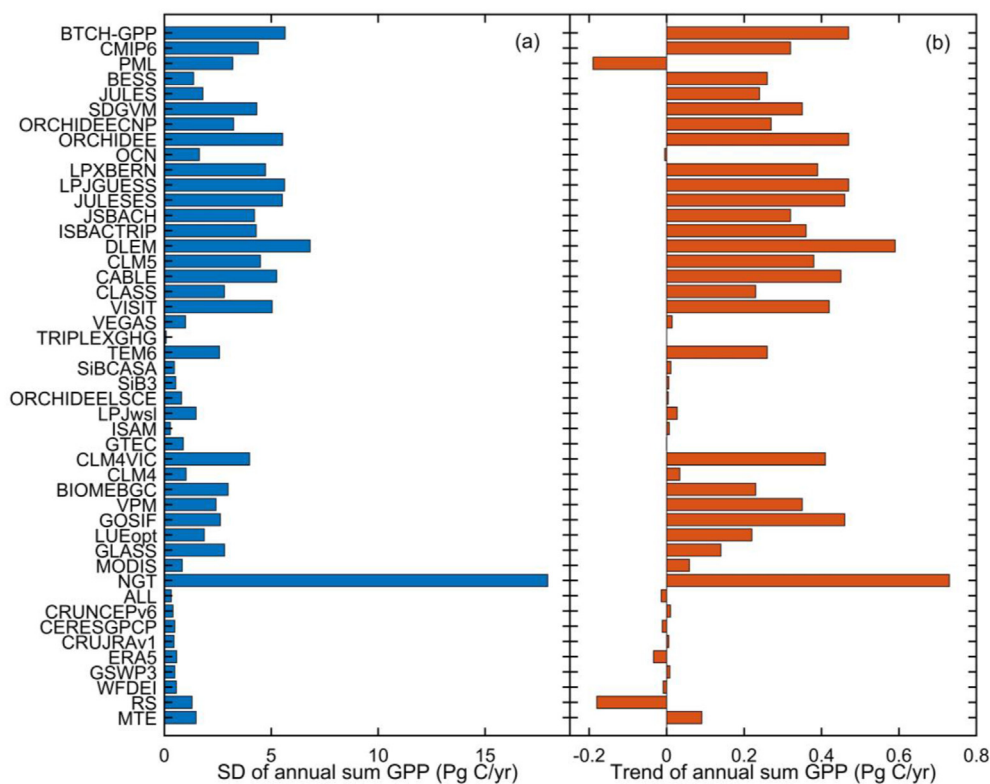 (a)
(b)
BTCH-GPP
CMIP6
PML
BESS
JULES
SDGVM
ORCHIDEECNP
ORCHIDEE
OCN
LPXBERN
LPJGUESS
JULESES
JSBACH
ISBACTRIP
DLEM
CLM5
CABLE
CLASS
VISIT
VEGAS
TRIPLEXGHG
TEM6
SiBCASA
SiB3
ORCHIDEELSCE
LPJwsl
ISAM
GTEC
CLM4VIC
CLM4
BIOMEBGC
VPM
GOSIF
LUEopt
GLASS
MODIS
NGT
ALL
CRUNCEPv6
CERESGPCP
CRUJRAv1
ERA5
GSWP3
WFDEI
RS
MTE
0 5 10 15
SD of annual sum GPP (Pg C/yr)
-0.2 0 0.2 0.4 0.6 0.8
Trend of annual sum GPP (Pg C/yr)